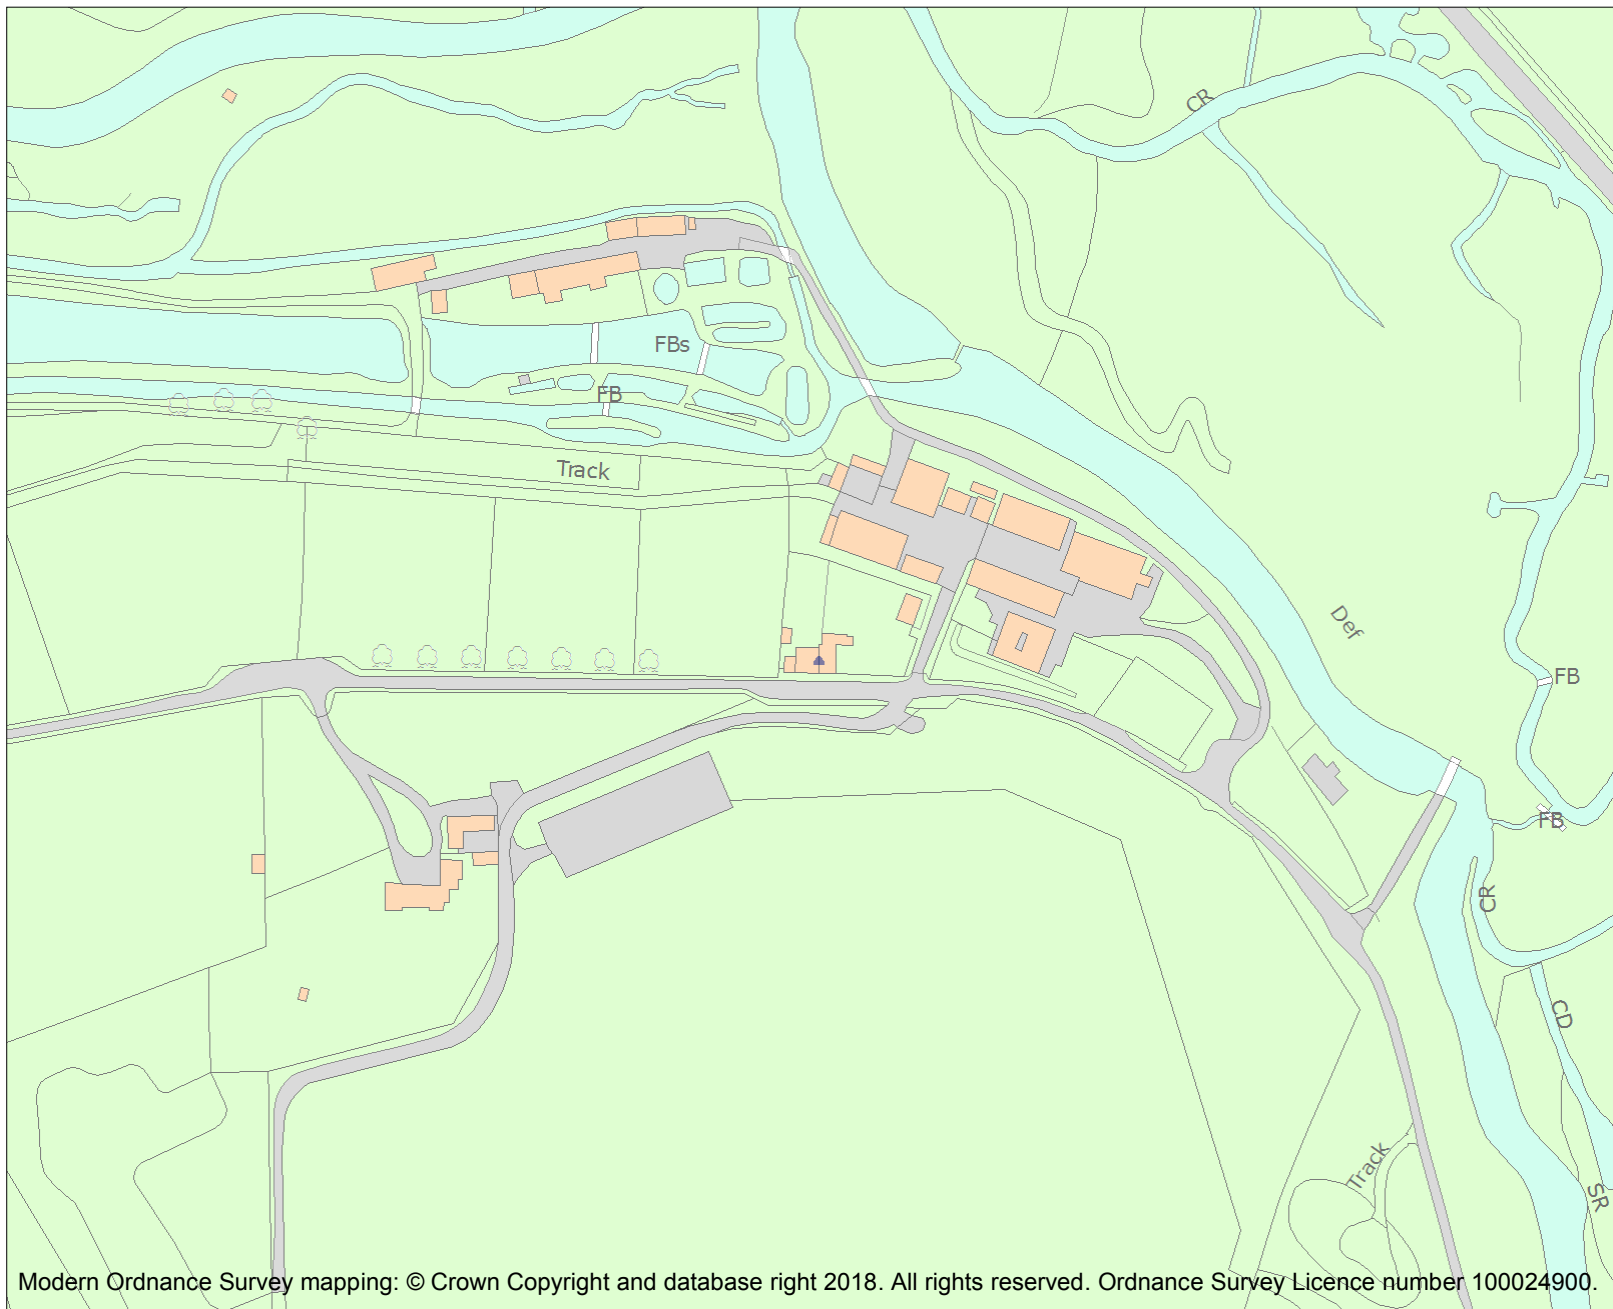 CR
FBs
FB
Track
Def
FB
FB
CR
CD
Track
SR
Modern Ordnance Survey mapping: © Crown Copyright and database right 2018. All rights reserved. Ordnance Survey Licence number 100024900.